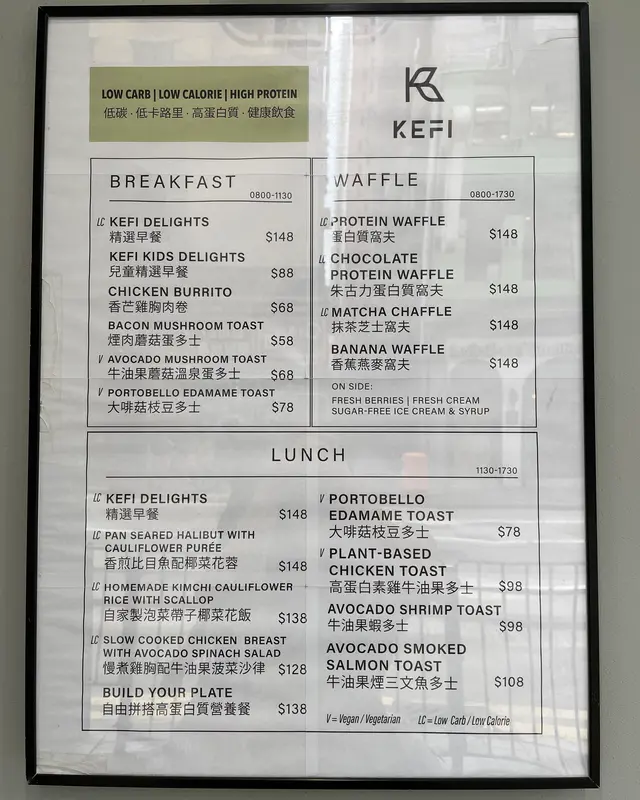 LOW CARB | LOW CALORIE | HIGH PROTEIN
低碳 · 低卡路里 · 高蛋白質 · 健康飲食
KEFI
BREAKFAST
0800-1130
LC KEFI DELIGHTS
精選早餐 $148
KEFI KIDS DELIGHTS
兒童精選早餐 $88
CHICKEN BURRITO
香芒雞胸肉卷 $68
BACON MUSHROOM TOAST
煙肉蘑菇蛋多士 $58
V AVOCADO MUSHROOM TOAST
牛油果蘑菇溫泉蛋多士 $68
V PORTOBELLO EDAMAME TOAST
大啡菇枝豆多士 $78
WAFFLE
0800-1730
LC PROTEIN WAFFLE
蛋白質窩夫 $148
LC CHOCOLATE
PROTEIN WAFFLE
朱古力蛋白質窩夫 $148
LC MATCHA CHAFFLE
抹茶芝士窩夫 $148
BANANA WAFFLE
香蕉燕麥窩夫 $148
ON SIDE:
FRESH BERRIES | FRESH CREAM
SUGAR-FREE ICE CREAM & SYRUP
LUNCH
1130-1730
LC KEFI DELIGHTS
精選早餐 $148
LC PAN SEARED HALIBUT WITH
CAULIFLOWER PURÉE
香煎比目魚配椰菜花蓉 $148
LC HOMEMADE KIMCHI CAULIFLOWER
RICE WITH SCALLOP
自家製泡菜帶子椰菜花飯 $138
LC SLOW COOKED CHICKEN BREAST
WITH AVOCADO SPINACH SALAD
慢煮雞胸配牛油果菠菜沙律 $128
BUILD YOUR PLATE
自由拼搭高蛋白質營養餐 $138
V PORTOBELLO
EDAMAME TOAST
大啡菇枝豆多士 $78
V PLANT-BASED
CHICKEN TOAST
高蛋白素雞牛油果多士 $98
AVOCADO SHRIMP TOAST
牛油果蝦多士 $98
AVOCADO SMOKED
SALMON TOAST
牛油果煙三文魚多士 $108
V = Vegan / Vegetarian LC = Low Carb / Low Calorie